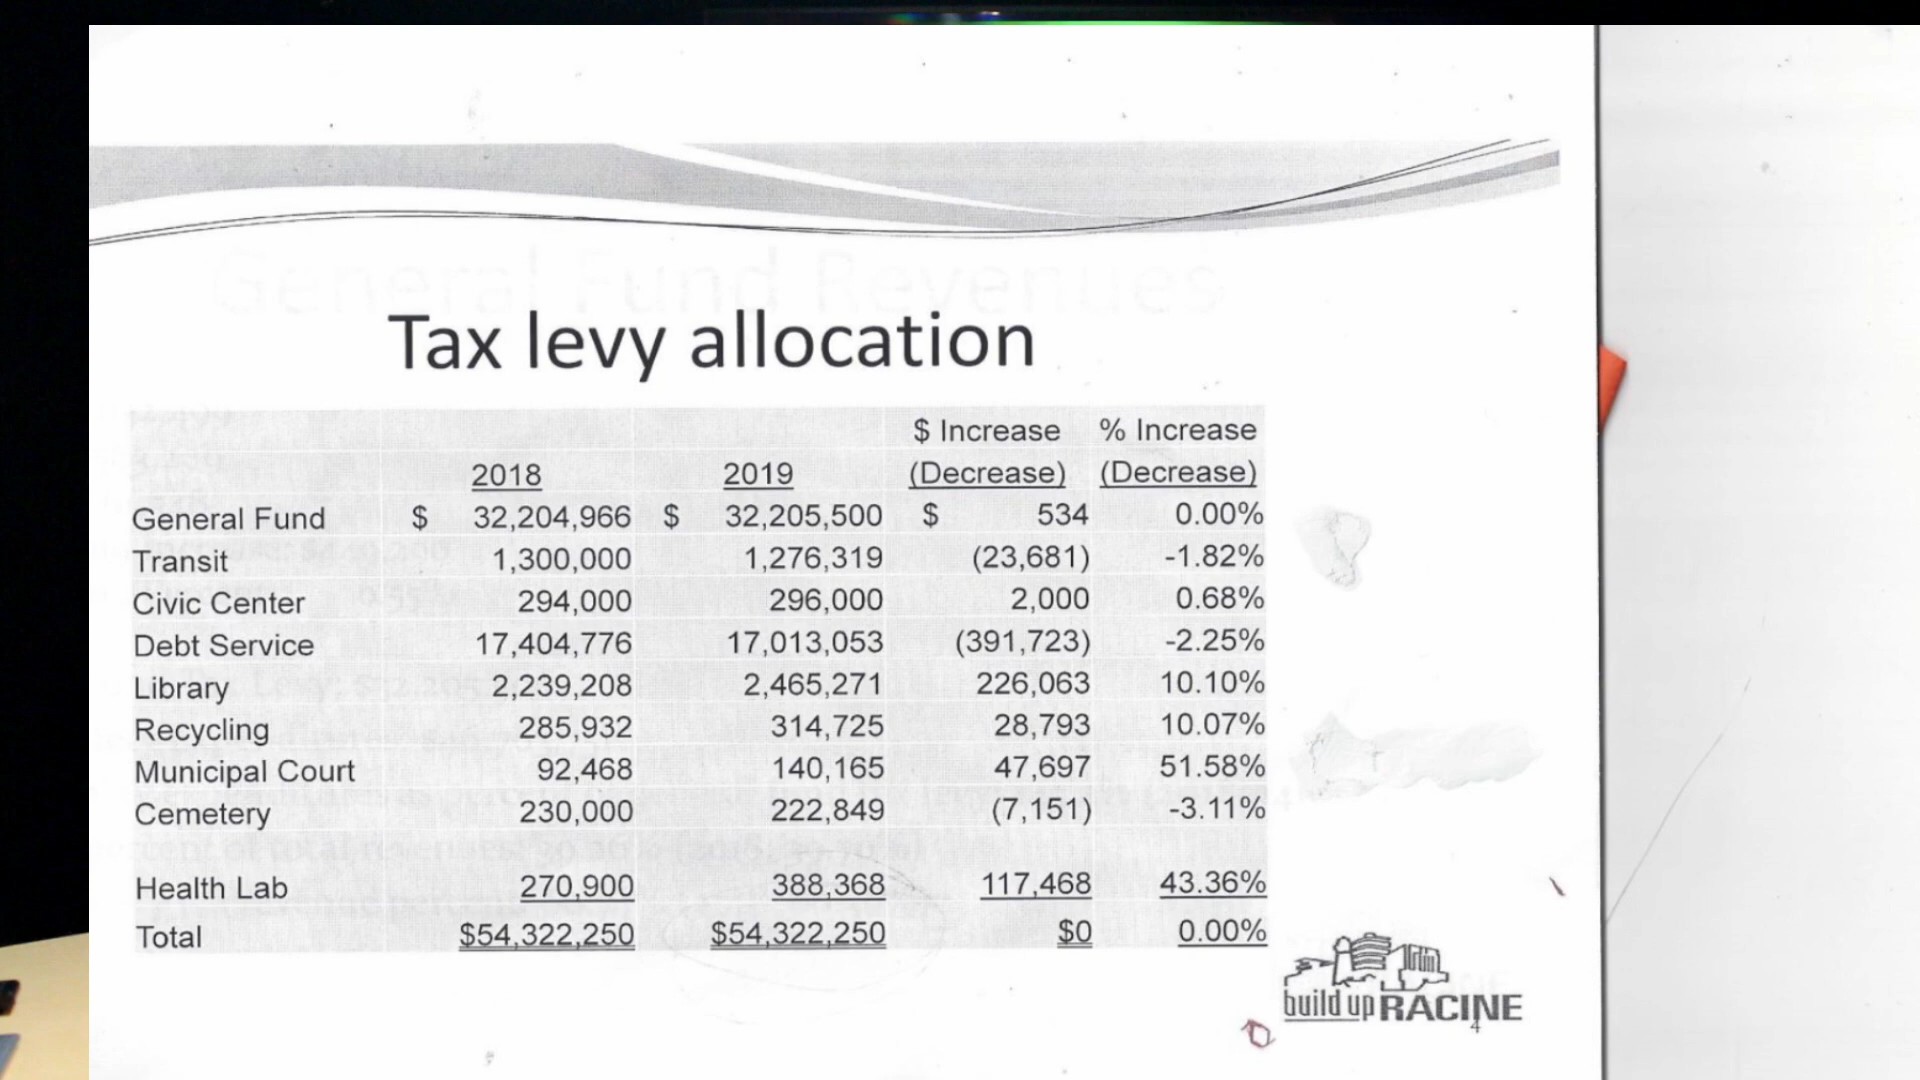 General Fund Revenues
Tax levy allocation
$ Increase % Increase
2018 2019 (Decrease) (Decrease)
General Fund $ 32,204,966 $ 32,205,500 $ 534 0.00%
Transit 1,300,000 1,276,319 (23,681) -1.82%
Civic Center 294,000 296,000 2,000 0.68%
Debt Service 17,404,776 17,013,053 (391,723) -2.25%
Library 2,239,208 2,465,271 226,063 10.10%
Recycling 285,932 314,725 28,793 10.07%
Municipal Court 92,468 140,165 47,697 51.58%
Cemetery 230,000 222,849 (7,151) -3.11%
Health Lab 270,900 388,368 117,468 43.36%
Total $54,322,250 $54,322,250 $0 0.00%
build up RACINE
4